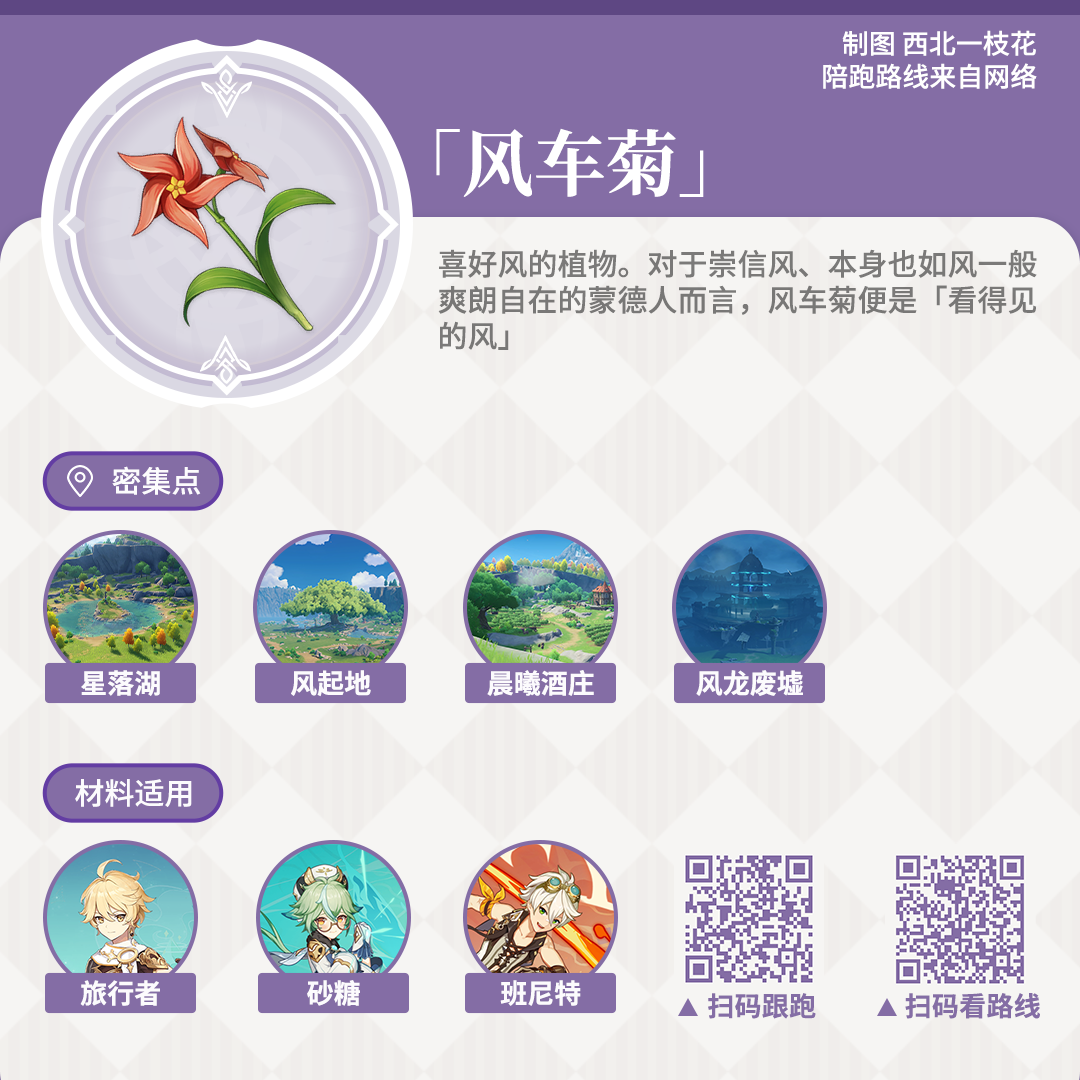 制图 西北一枝花
陪跑路线来自网络
「风车菊」
喜好风的植物。对于崇信风、本身也如风一般
爽朗自在的蒙德人而言，风车菊便是「看得见
的风」
密集点
星落湖
风起地
晨曦酒庄
风龙废墟
材料适用
旅行者
砂糖
班尼特
▲ 扫码跟跑
▲ 扫码看路线